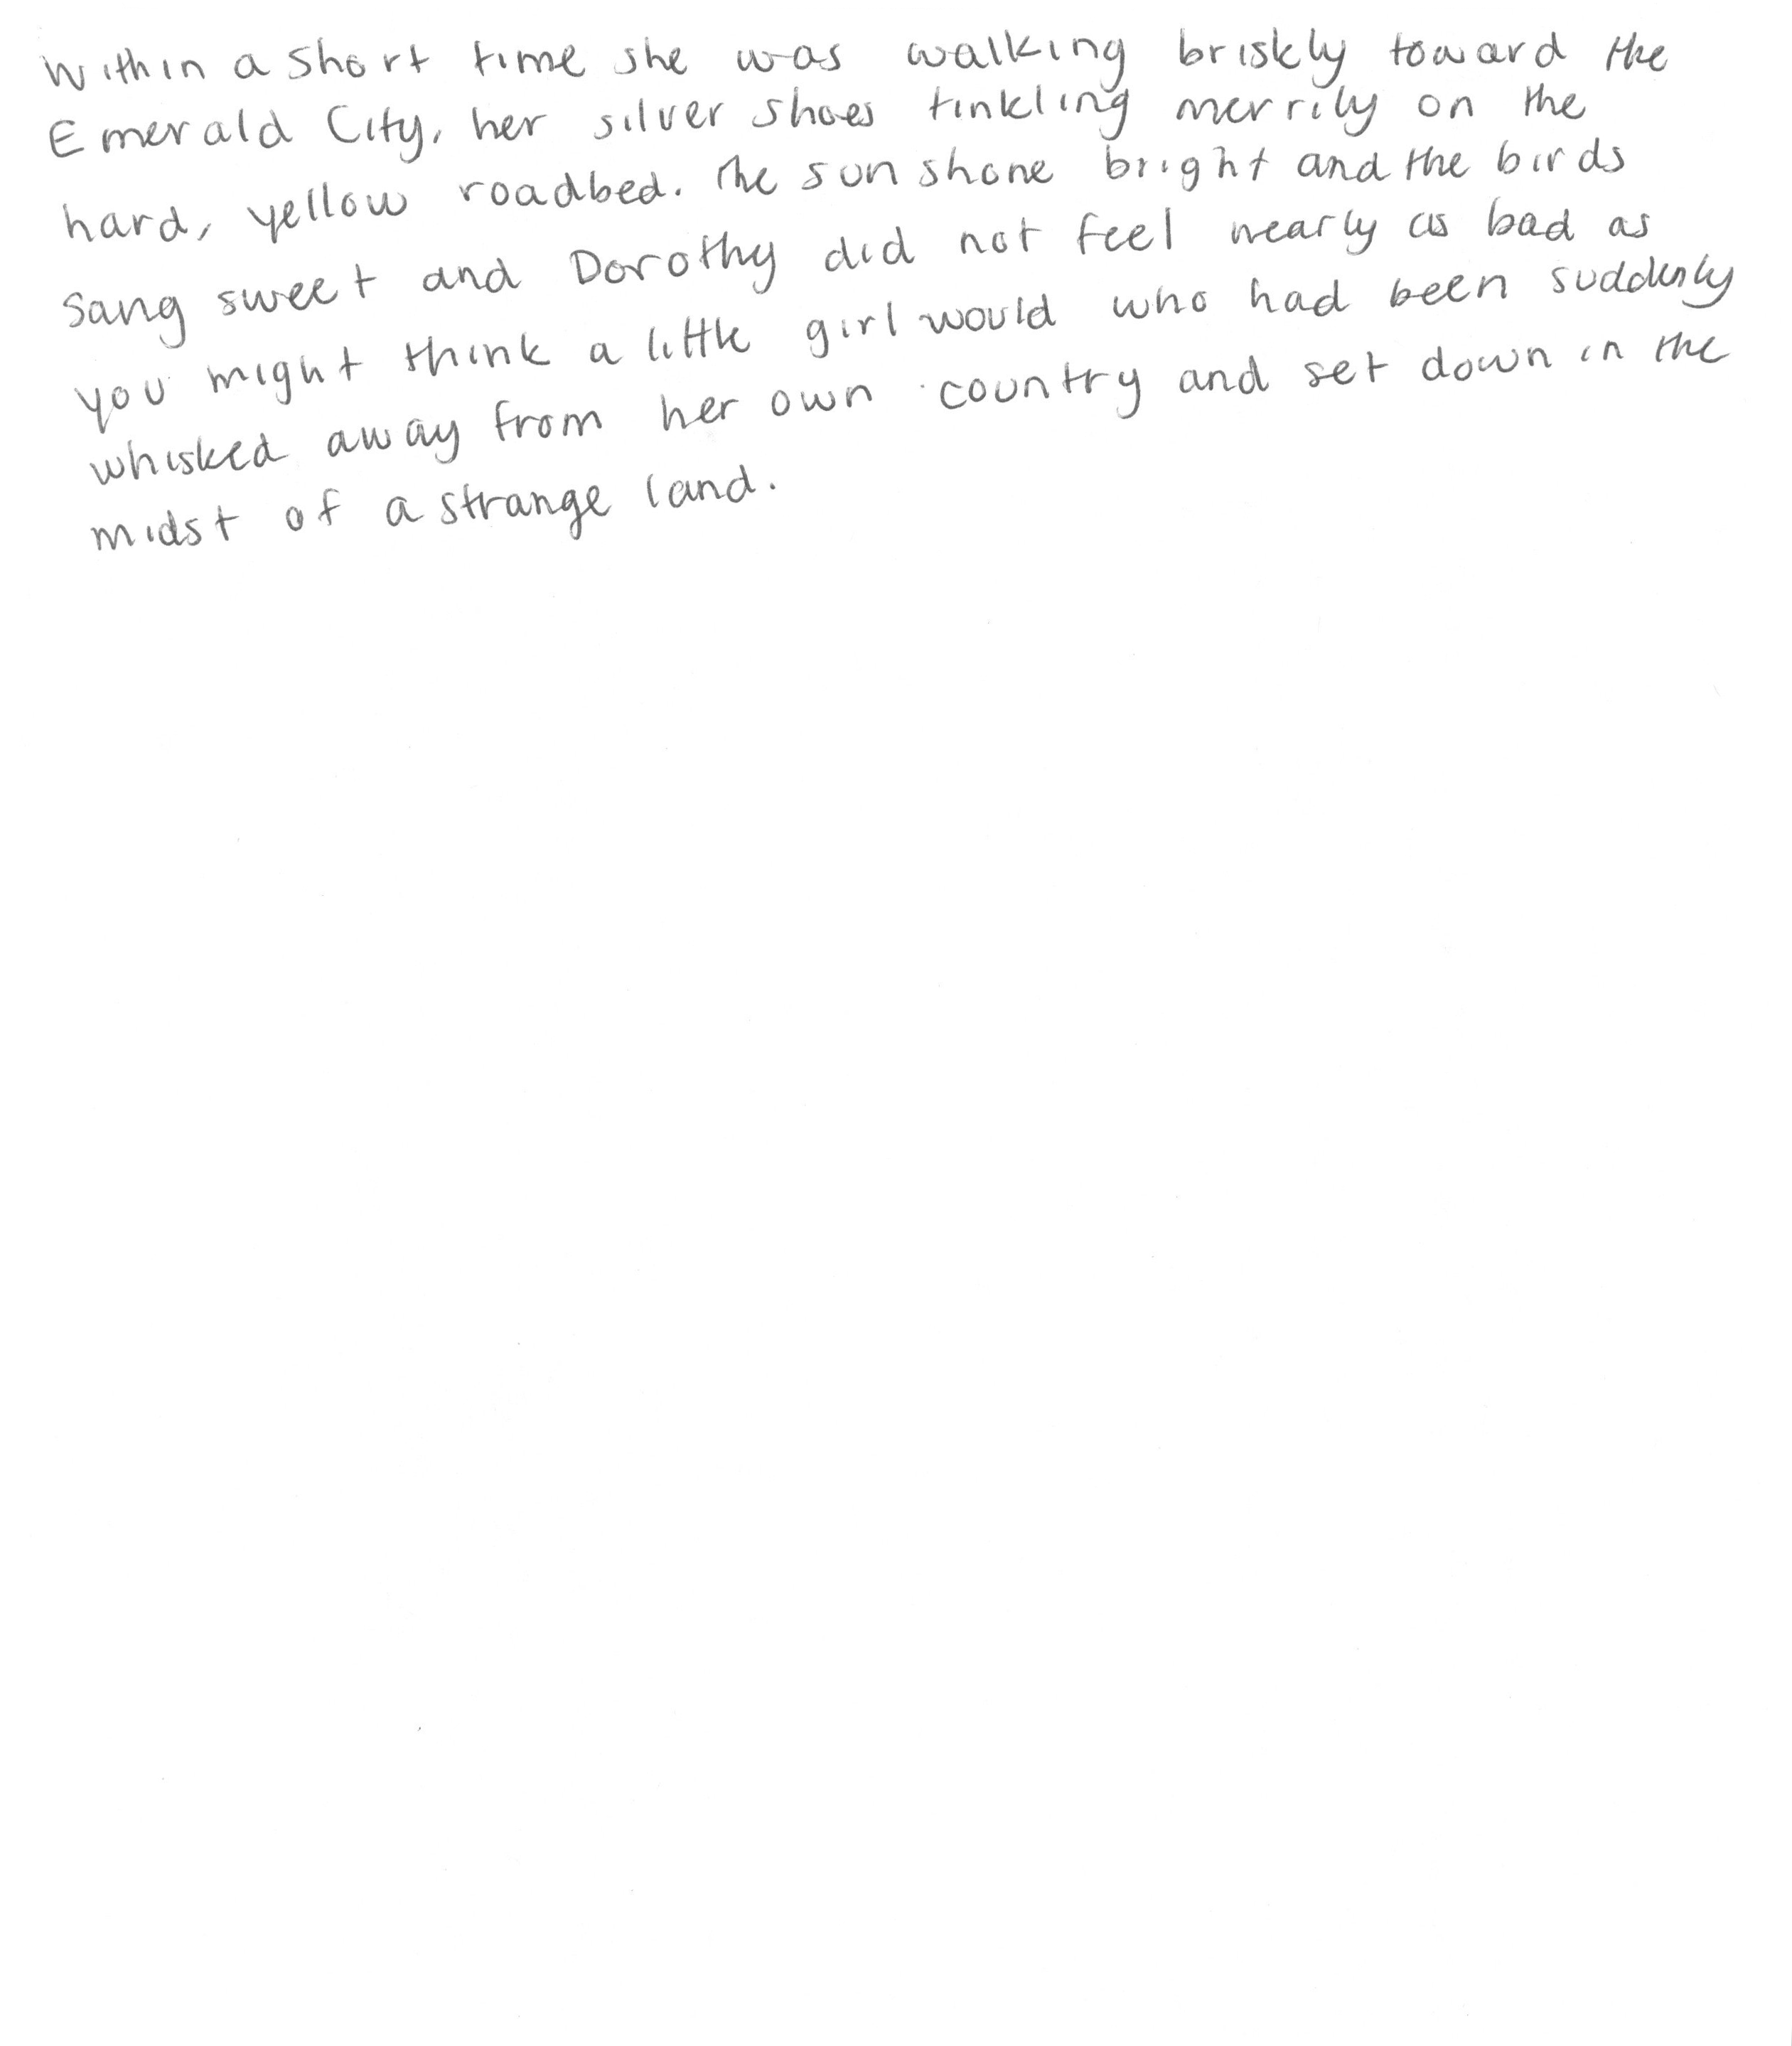 Within a short time she was walking briskly toward the
Emerald City, her silver shoes tinkling merrily on the
hard, yellow roadbed. The sun shone bright and the birds
sang sweet and Dorothy did not feel nearly as bad as
you might think a little girl would who had been suddenly
whisked away from her own country and set down in the
midst of a strange land.